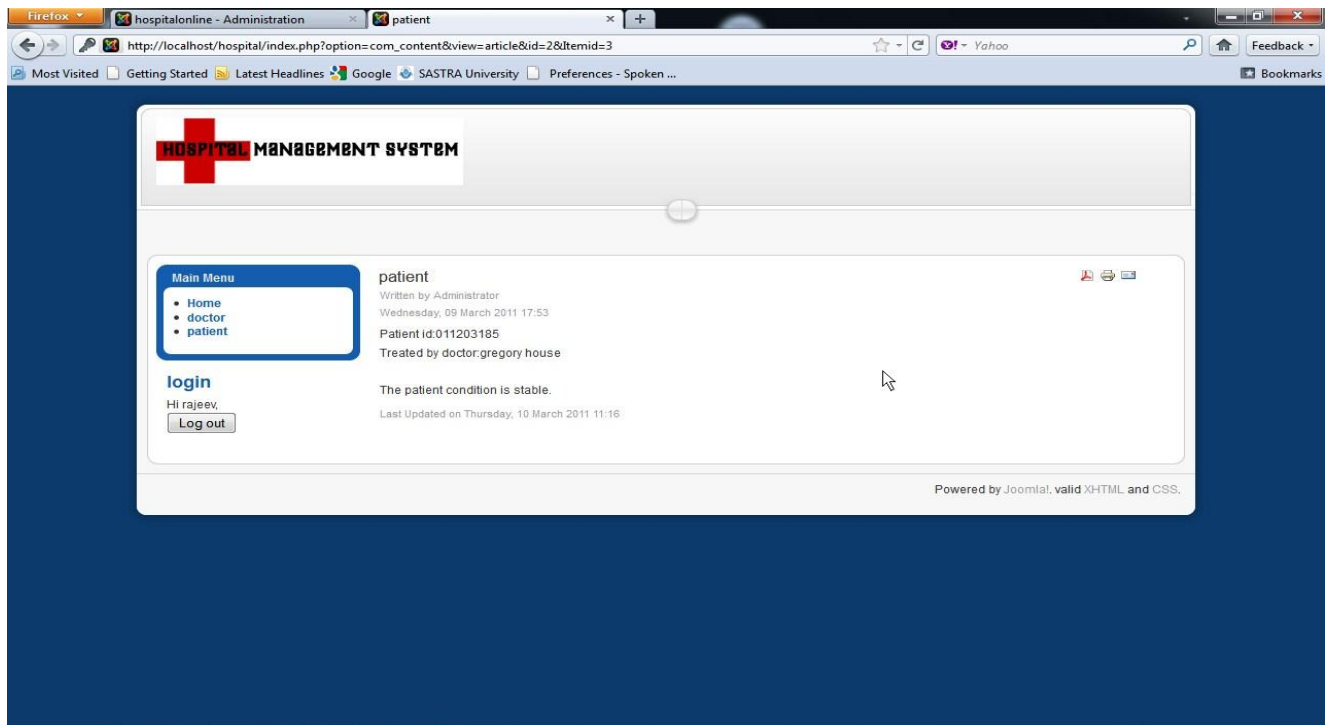 Firefox
hospitalonline - Administration
patient
http://localhost/hospital/index.php?option=com_content&view=article&id=2&Itemid=3
Yahoo
Feedback
Most Visited Getting Started Latest Headlines Google SASTRA University Preferences - Spoken ...
Bookmarks
HOSPITAL MANAGEMENT SYSTEM
Main Menu
Home
doctor
patient
login
Hi rajeev,
Log out
patient
Written by Administrator
Wednesday, 09 March 2011 17:53
Patient id:011203185
Treated by doctor:gregory house
The patient condition is stable.
Last Updated on Thursday, 10 March 2011 11:16
Powered by Joomla!. valid XHTML and CSS.